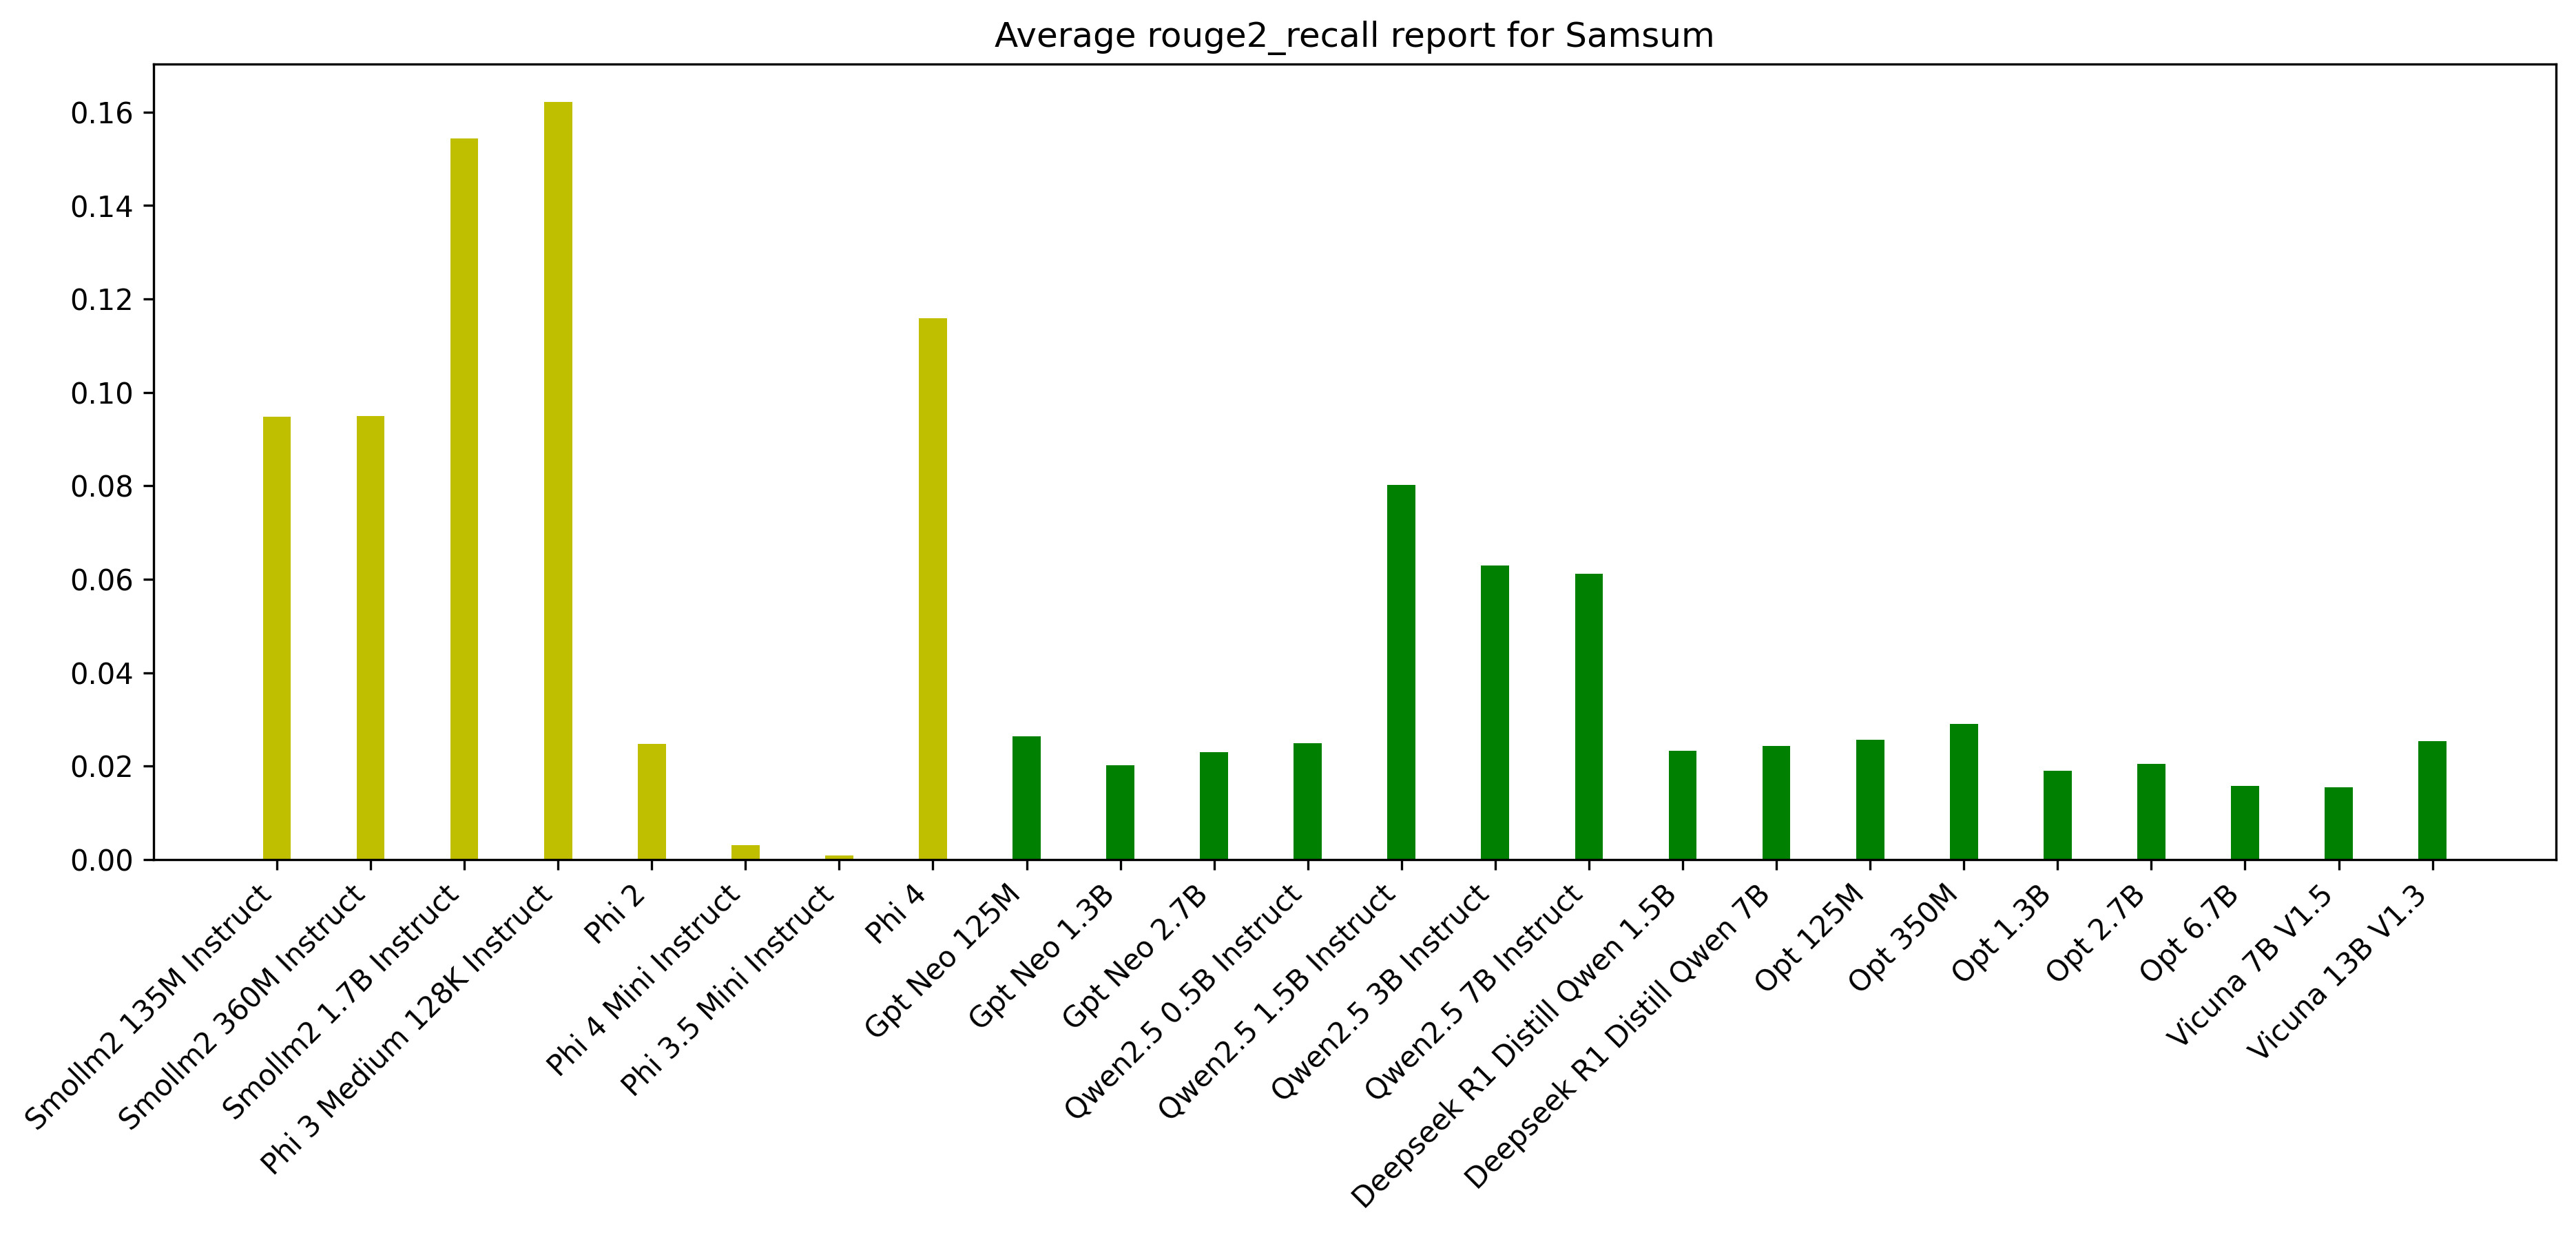 Average rouge2_recall report for Samsum
0.16
0.14
0.12
0.10
0.08
0.06
0.04
0.02
0.00
Smollm2 135M Instruct
Smollm2 360M Instruct
Smollm2 1.7B Instruct
Phi 3 Medium 128K Instruct
Phi 2
Phi 4 Mini Instruct
Phi 3.5 Mini Instruct
Phi 4
Gpt Neo 125M
Gpt Neo 1.3B
Gpt Neo 2.7B
Qwen2.5 0.5B Instruct
Qwen2.5 1.5B Instruct
Qwen2.5 3B Instruct
Qwen2.5 7B Instruct
Deepseek R1 Distill Qwen 1.5B
Deepseek R1 Distill Qwen 7B
Opt 125M
Opt 350M
Opt 1.3B
Opt 2.7B
Opt 6.7B
Vicuna 7B V1.5
Vicuna 13B V1.3